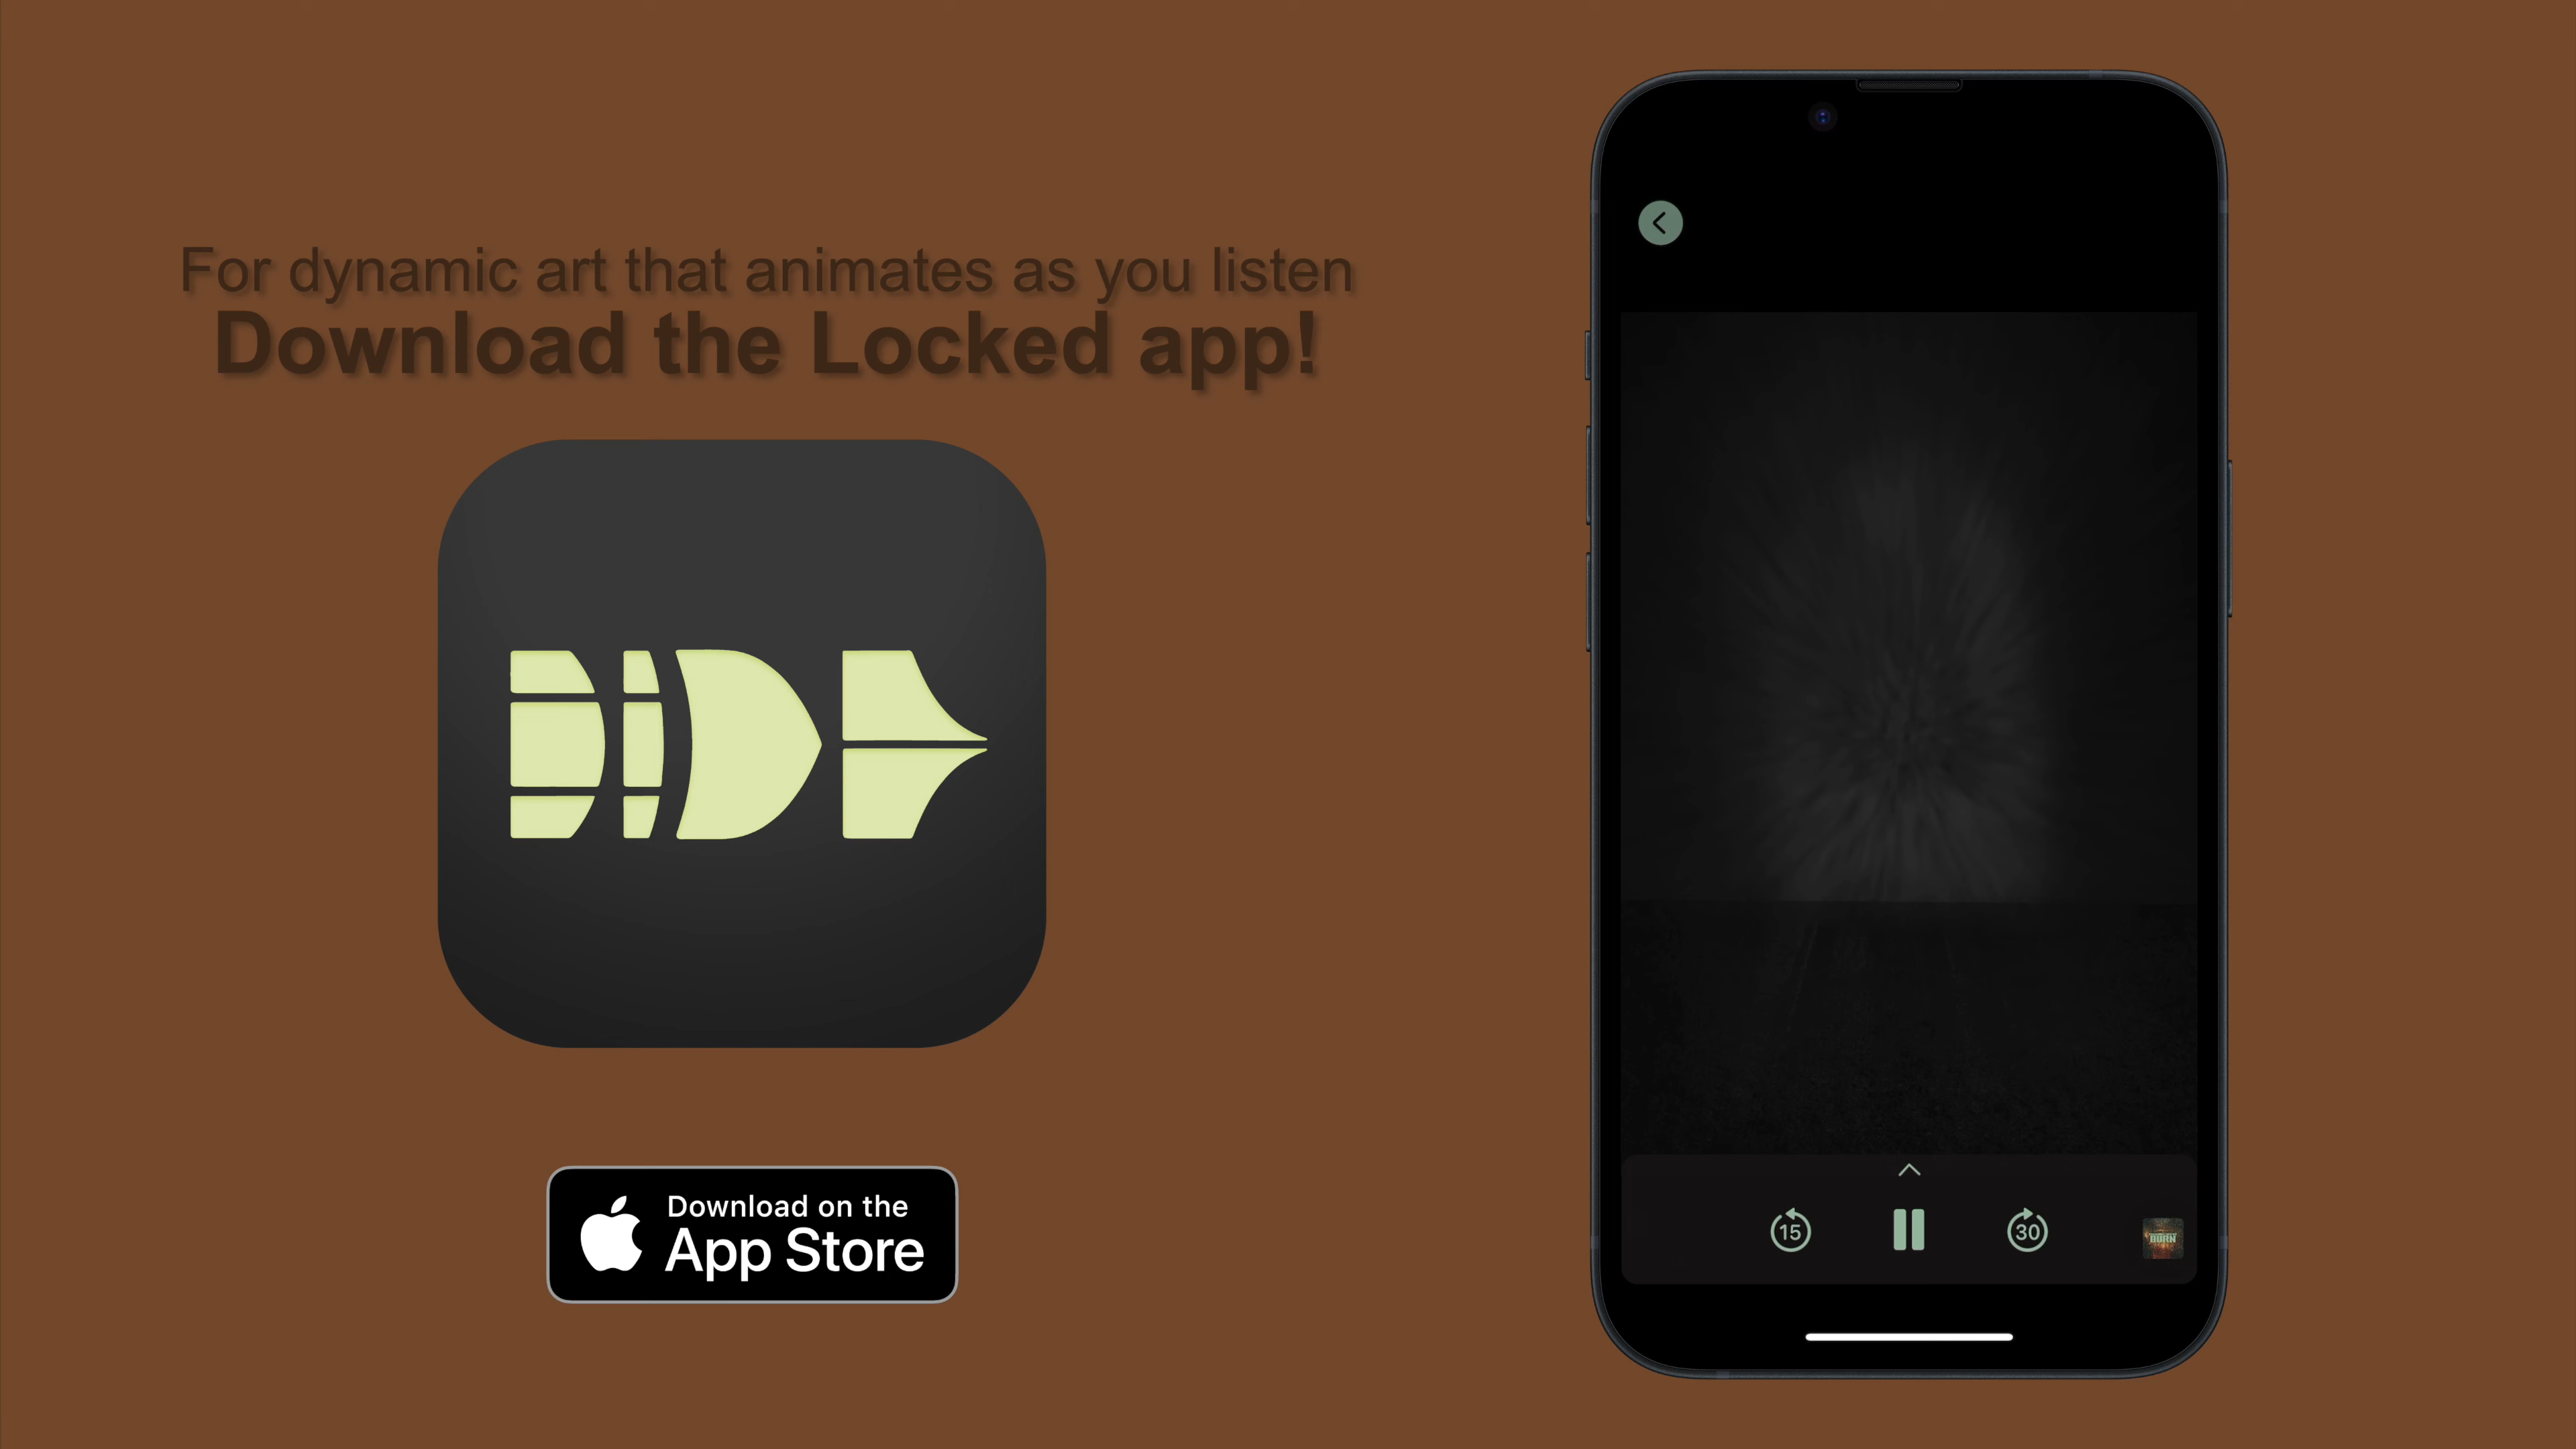 For dynamic art that animates as you listen
Download the Locked app!
Download on the
App Store
15
30
BURN